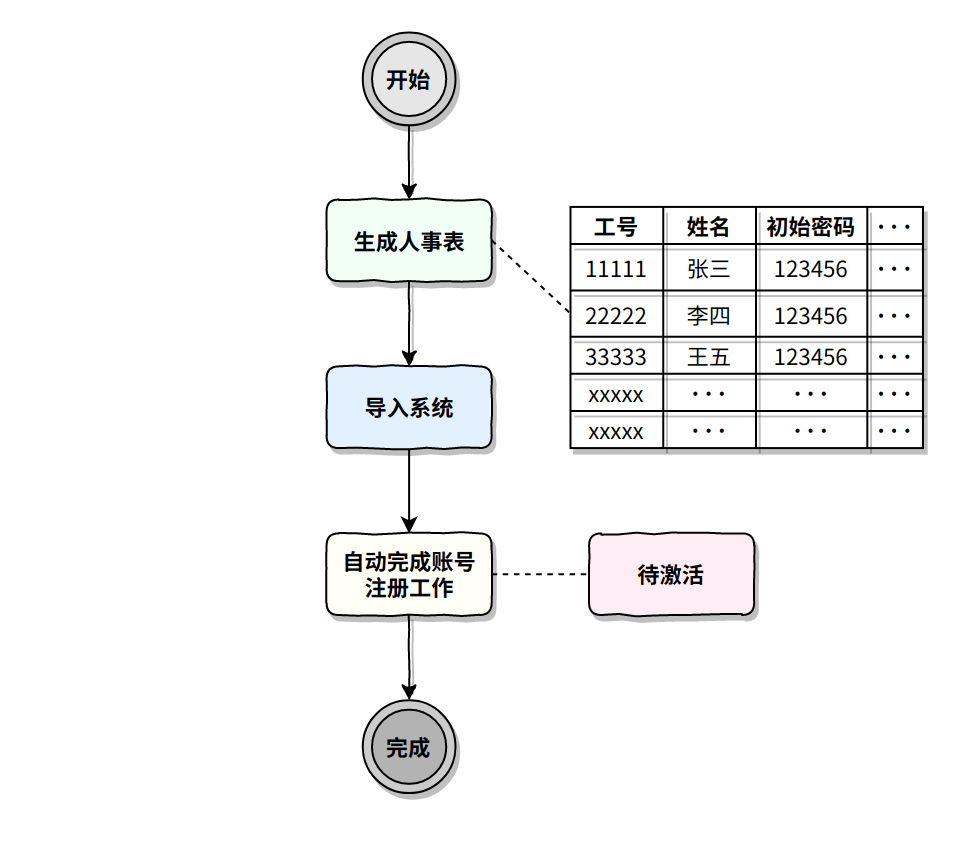 开始
生成人事表
工号 姓名 初始密码 ···
11111 张三 123456 ···
22222 李四 123456 ···
33333 王五 123456 ···
xxxxx ··· ··· ···
xxxxx ··· ··· ···
导入系统
自动完成账号
注册工作
待激活
完成